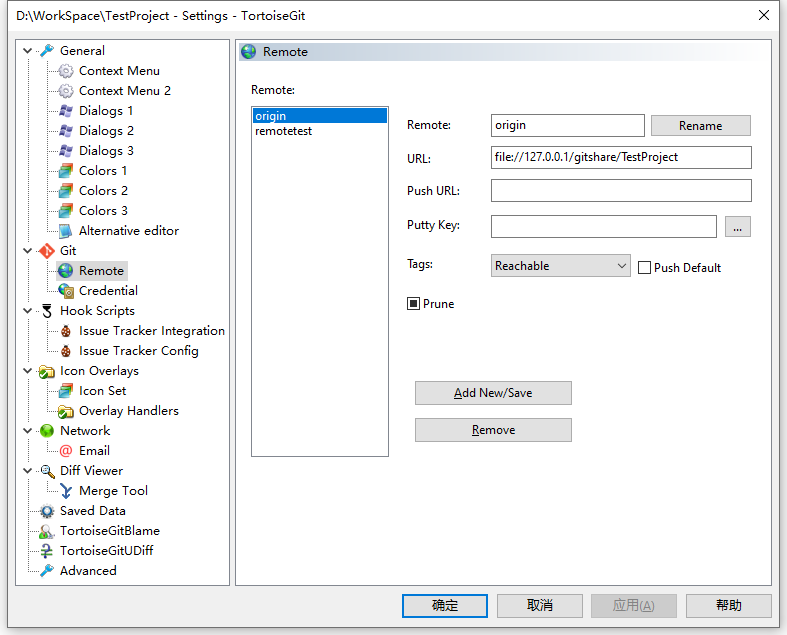 D:\WorkSpace\TestProject - Settings - TortoiseGit
General
Context Menu
Context Menu 2
Dialogs 1
Dialogs 2
Dialogs 3
Colors 1
Colors 2
Colors 3
Alternative editor
Git
Remote
Credential
Hook Scripts
Issue Tracker Integration
Issue Tracker Config
Icon Overlays
Icon Set
Overlay Handlers
Network
Email
Diff Viewer
Merge Tool
Saved Data
TortoiseGitBlame
TortoiseGitUDiff
Advanced
Remote
Remote:
origin
remotetest
Remote: origin Rename
URL: file://127.0.0.1/gitshare/TestProject
Push URL:
Putty Key: ...
Tags: Reachable Push Default
Prune
Add New/Save
Remove
确定 取消 应用(A) 帮助